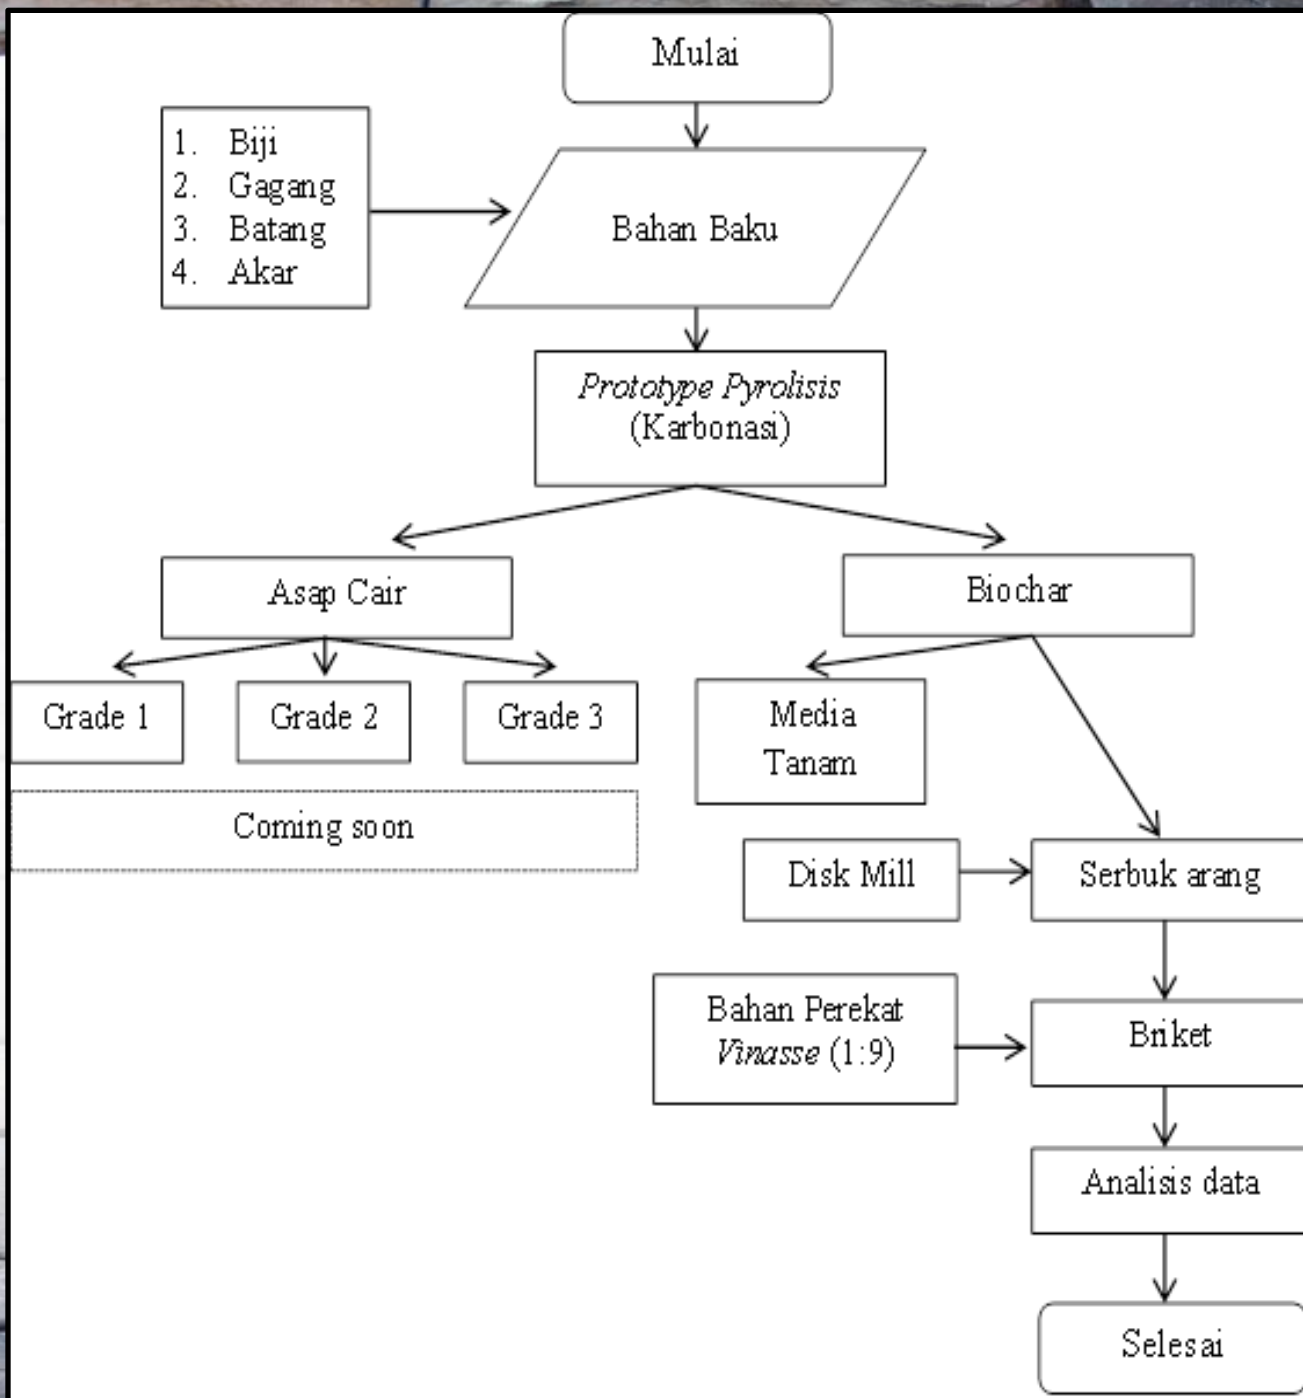 Mulai
1. Biji
2. Gagang
3. Batang
4. Akar
Bahan Baku
Prototype Pyrolisis
(Karbonasi)
Asap Cair
Biochar
Grade 1
Grade 2
Grade 3
Media
Tanam
Coming soon
Disk Mill
Serbuk arang
Bahan Perekat
Vinasse (1:9)
Briket
Analisis data
Selesai